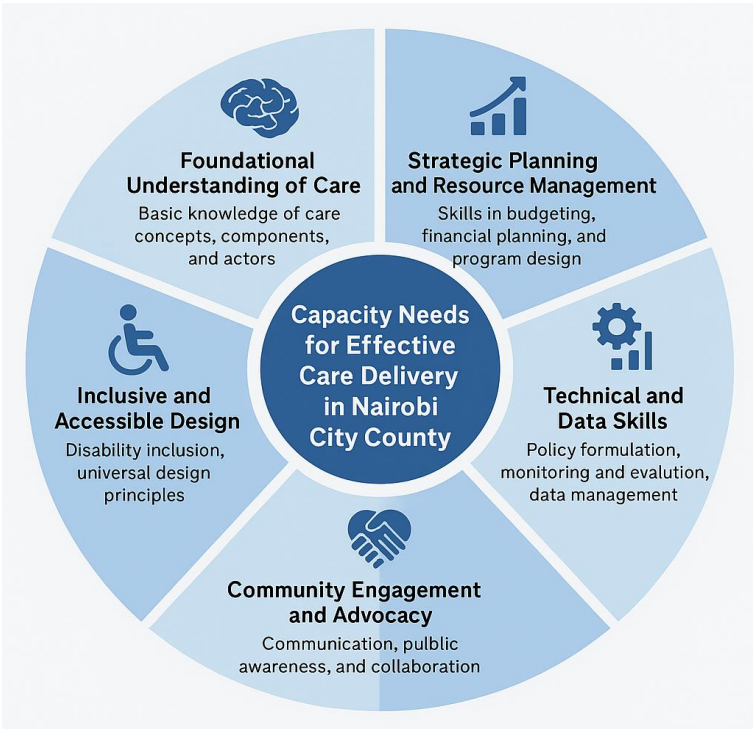 Foundational
Understanding of Care
Basic knowledge of care
concepts, components,
and actors
Strategic Planning
and Resource Management
Skills in budgeting,
financial planning, and
program design
Capacity Needs
for Effective
Care Delivery
in Nairobi
City County
Inclusive and
Accessible Design
Disability inclusion,
universal design
principles
Technical and
Data Skills
Policy formulation,
monitoring and evalution,
data management
Community Engagement
and Advocacy
Communication, pulblic
awareness, and collaboration